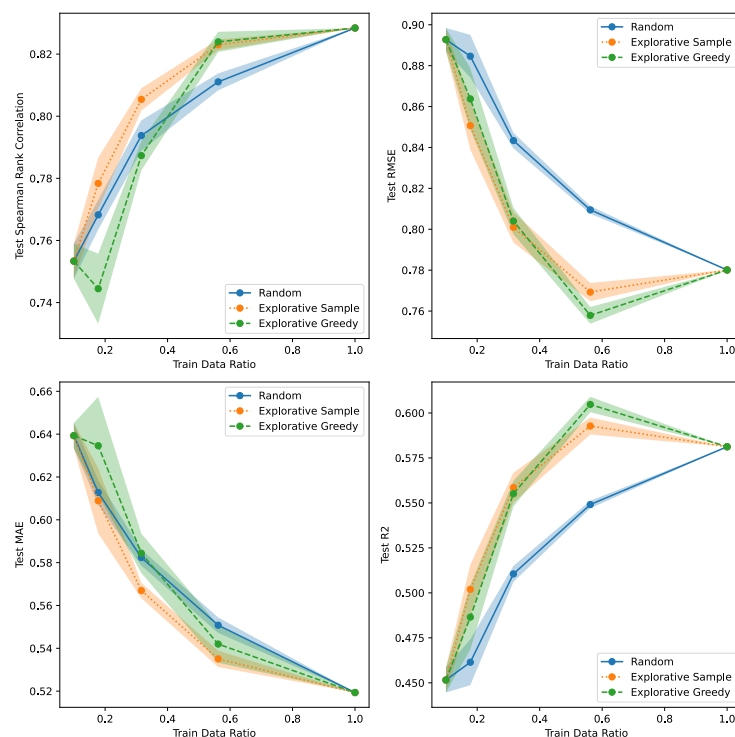 Test Spearman Rank Correlation
0.82
0.80
0.78
0.76
0.74
Random
Explorative Sample
Explorative Greedy
0.2
0.4
0.6
0.8
1.0
Train Data Ratio
Test RMSE
0.90
0.88
0.86
0.84
0.82
0.80
0.78
0.76
Random
Explorative Sample
Explorative Greedy
0.2
0.4
0.6
0.8
1.0
Train Data Ratio
Test MAE
0.66
0.64
0.62
0.60
0.58
0.56
0.54
0.52
Random
Explorative Sample
Explorative Greedy
0.2
0.4
0.6
0.8
1.0
Train Data Ratio
Test R2
0.600
0.575
0.550
0.525
0.500
0.475
0.450
Random
Explorative Sample
Explorative Greedy
0.2
0.4
0.6
0.8
1.0
Train Data Ratio